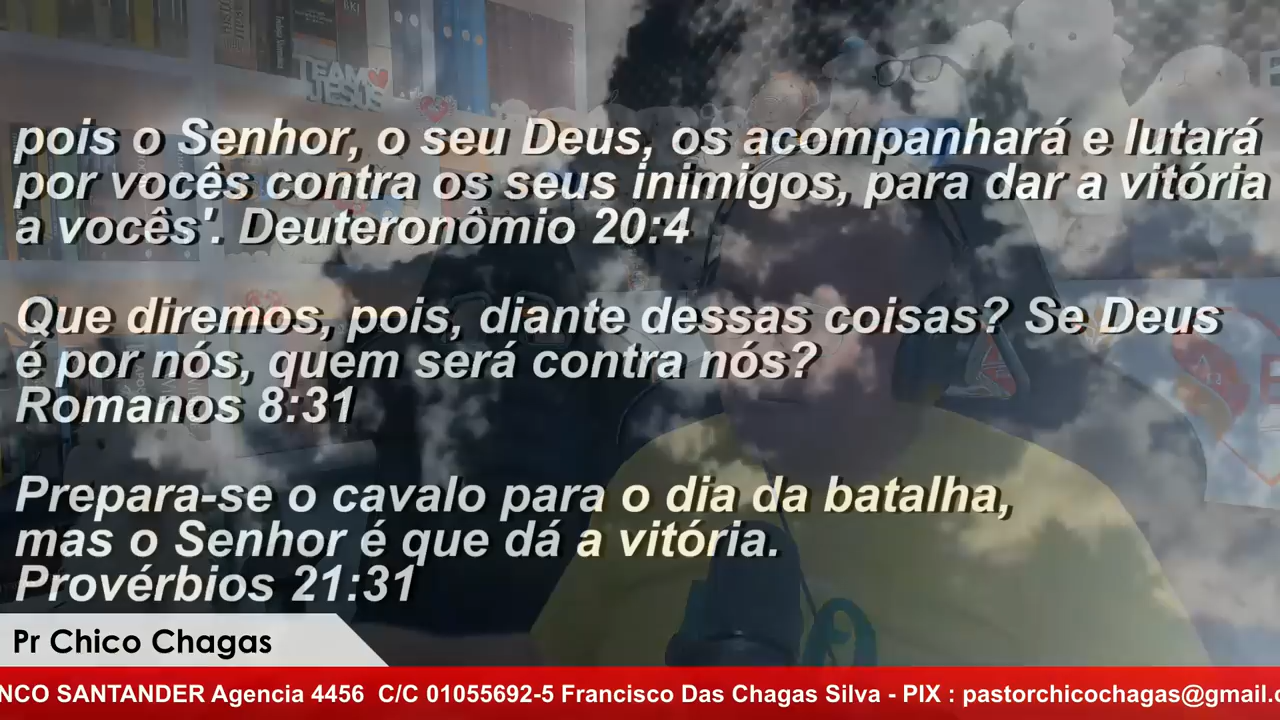 TEAM
JESUS
pois o Senhor, o seu Deus, os acompanhará e lutará
por vocês contra os seus inimigos, para dar a vitória
a vocês'. Deuteronômio 20:4
Que diremos, pois, diante dessas coisas? Se Deus
é por nós, quem será contra nós?
Romanos 8:31
Prepara-se o cavalo para o dia da batalha,
mas o Senhor é que dá a vitória.
Provérbios 21:31
Pr Chico Chagas
NCO SANTANDER Agencia 4456 C/C 01055692-5 Francisco Das Chagas Silva - PIX : pastorchicochagas@gmail.c